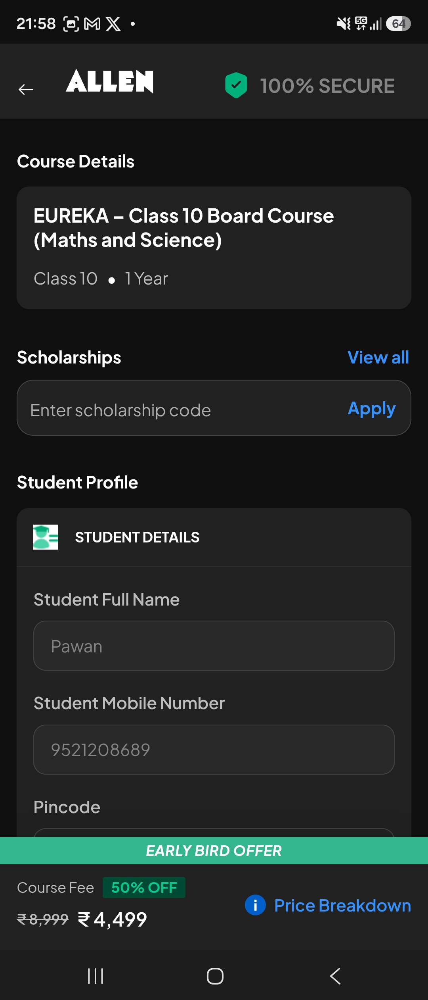 21:58
5G
64
ALLEN
100% SECURE
Course Details
EUREKA – Class 10 Board Course
(Maths and Science)
Class 10 • 1 Year
Scholarships
View all
Enter scholarship code
Apply
Student Profile
STUDENT DETAILS
Student Full Name
Pawan
Student Mobile Number
9521208689
Pincode
EARLY BIRD OFFER
Course Fee 50% OFF
₹ 8,999 ₹ 4,499
Price Breakdown